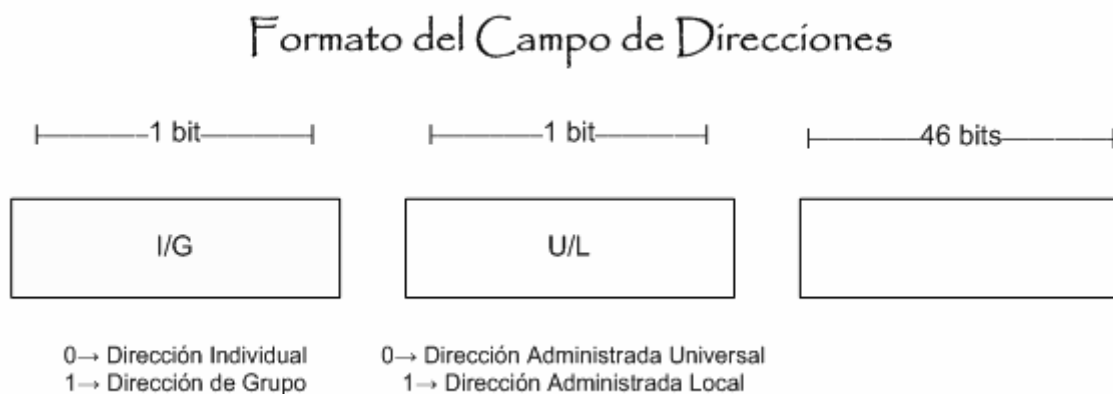 Formato del Campo de Direcciones
1 bit
1 bit
46 bits
I/G
U/L
0→ Dirección Individual
1→ Dirección de Grupo
0→ Dirección Administrada Universal
1→ Dirección Administrada Local